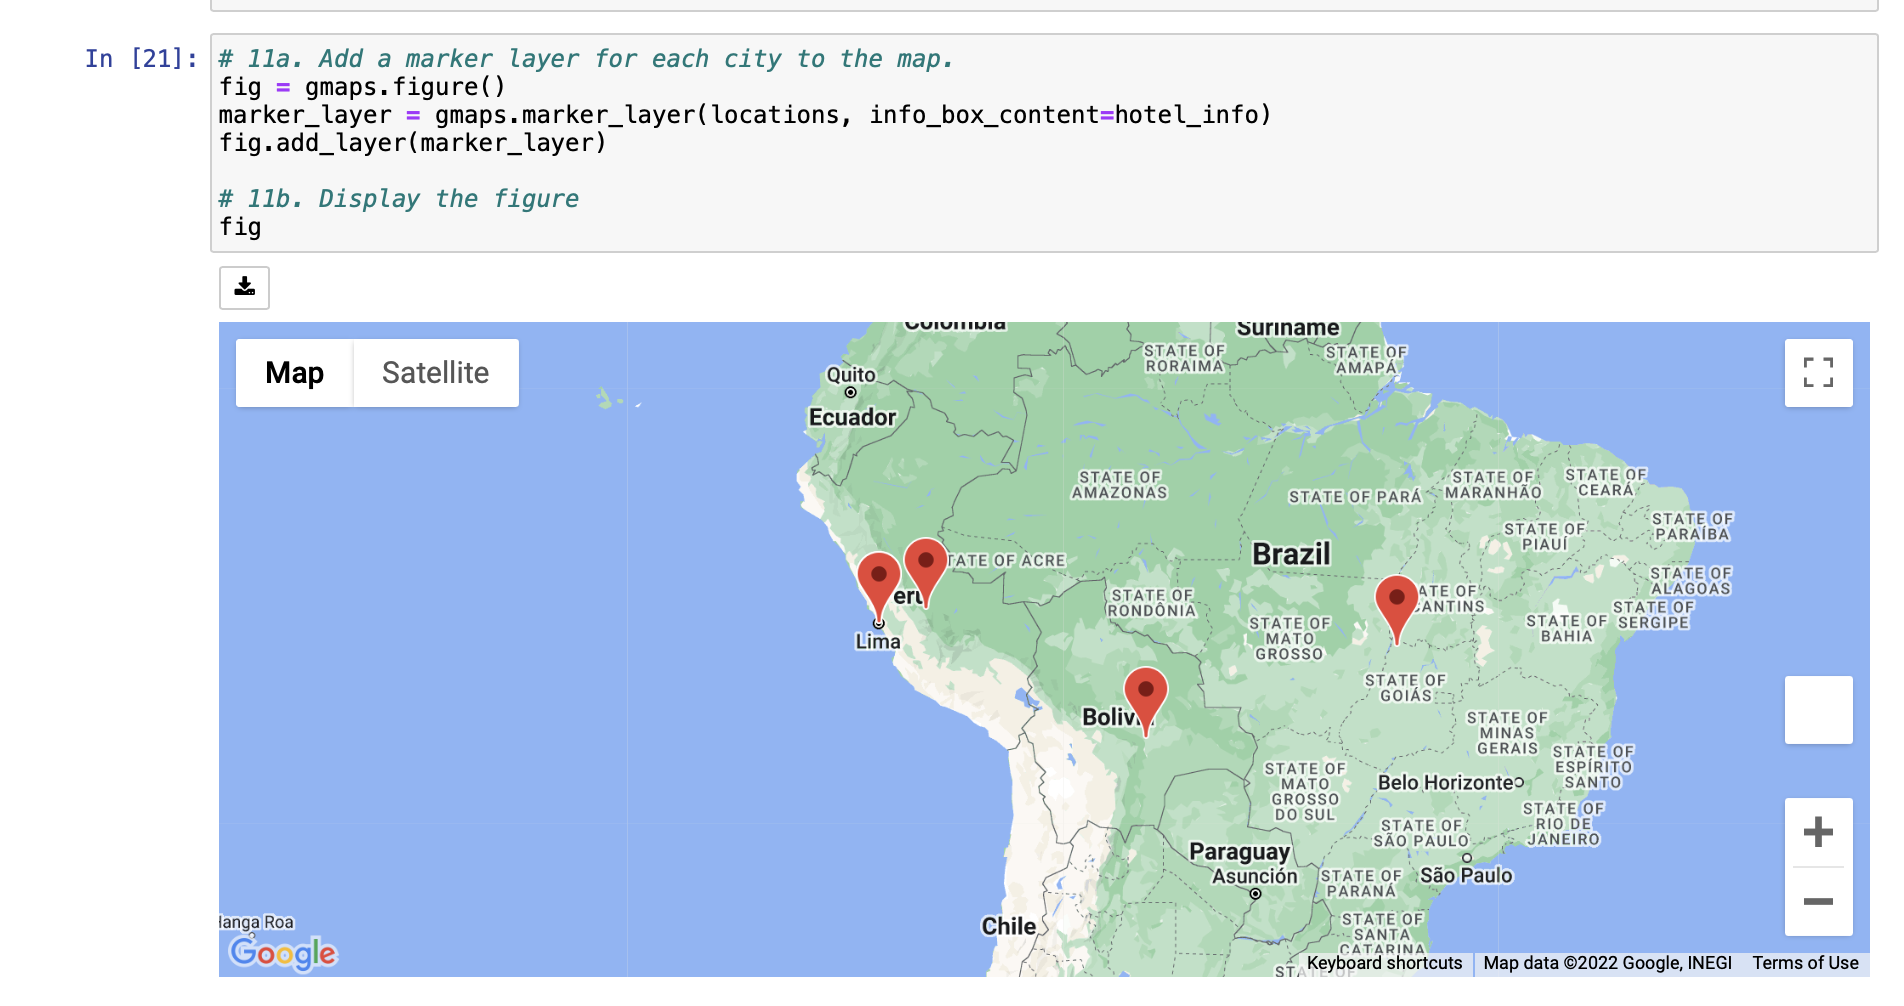 In [21]:
# 11a. Add a marker layer for each city to the map.
fig = gmaps.figure()
marker_layer = gmaps.marker_layer(locations, info_box_content=hotel_info)
fig.add_layer(marker_layer)
# 11b. Display the figure
fig
Map
Satellite
Colombia
Suriname
STATE OF
RORAIMA
STATE OF
AMAPÁ
Quito
Ecuador
STATE OF
AMAZONAS
STATE OF PARÁ
STATE OF
MARANHÃO
STATE OF
CEARÁ
STATE OF
PIAUÍ
STATE OF
PARAÍBA
Brazil
TATE OF ACRE
eru
STATE OF
RONDÔNIA
ATE OF
CANTINS
STATE OF
ALAGOAS
STATE OF
SERGIPE
STATE OF
BAHIA
STATE OF
MATO
GROSSO
Lima
STATE OF
GOIÁS
Bolivi
STATE OF
MINAS
GERAIS
STATE OF
ESPÍRITO
SANTO
STATE OF
MATO
GROSSO
DO SUL
Belo Horizonte
STATE OF
RIO DE
JANEIRO
STATE OF
SÃO PAULO
Paraguay
Asunción
STATE OF
PARANÁ
São Paulo
STATE OF
SANTA
CATARINA
Chile
Hanga Roa
Google
STATE OF
Keyboard shortcuts
Map data ©2022 Google, INEGI
Terms of Use